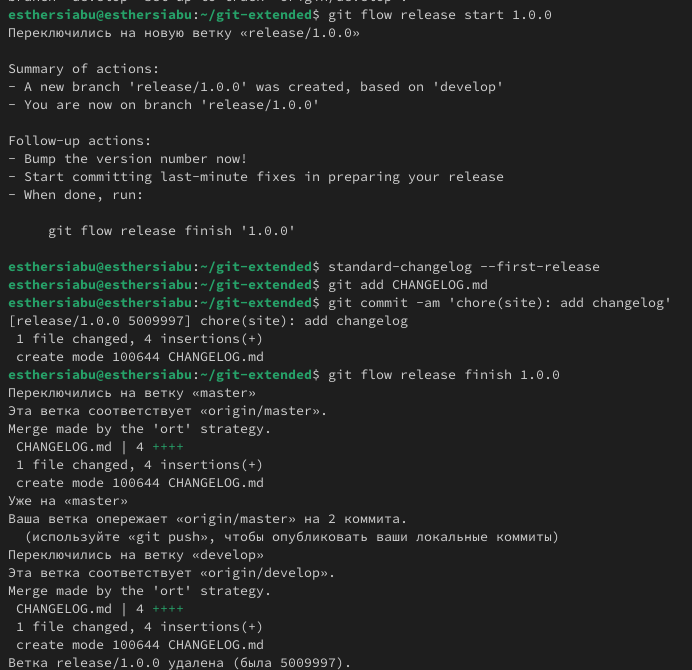 esthersiabu@esthersiabu:~/git-extended$ git flow release start 1.0.0
Переключились на новую ветку «release/1.0.0»
Summary of actions:
- A new branch 'release/1.0.0' was created, based on 'develop'
- You are now on branch 'release/1.0.0'
Follow-up actions:
- Bump the version number now!
- Start committing last-minute fixes in preparing your release
- When done, run:
git flow release finish '1.0.0'
esthersiabu@esthersiabu:~/git-extended$ standard-changelog --first-release
esthersiabu@esthersiabu:~/git-extended$ git add CHANGELOG.md
esthersiabu@esthersiabu:~/git-extended$ git commit -am 'chore(site): add changelog'
[release/1.0.0 5009997] chore(site): add changelog
1 file changed, 4 insertions(+)
create mode 100644 CHANGELOG.md
esthersiabu@esthersiabu:~/git-extended$ git flow release finish 1.0.0
Переключились на ветку «master»
Эта ветка соответствует «origin/master».
Merge made by the 'ort' strategy.
CHANGELOG.md | 4 ++++
1 file changed, 4 insertions(+)
create mode 100644 CHANGELOG.md
Уже на «master»
Ваша ветка опережает «origin/master» на 2 коммита.
(используйте «git push», чтобы опубликовать ваши локальные коммиты)
Переключились на ветку «develop»
Эта ветка соответствует «origin/develop».
Merge made by the 'ort' strategy.
CHANGELOG.md | 4 ++++
1 file changed, 4 insertions(+)
create mode 100644 CHANGELOG.md
Ветка release/1.0.0 удалена (была 5009997).